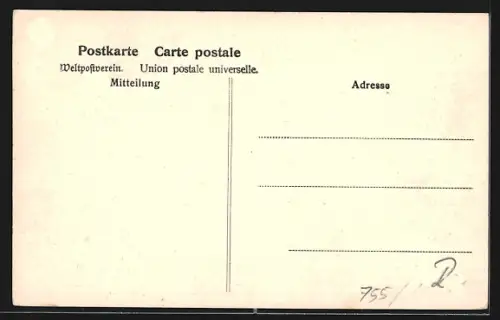 Postkarte Carte postale
Weltpostverein. Union postale universelle.
Mitteilung
Adresse
755